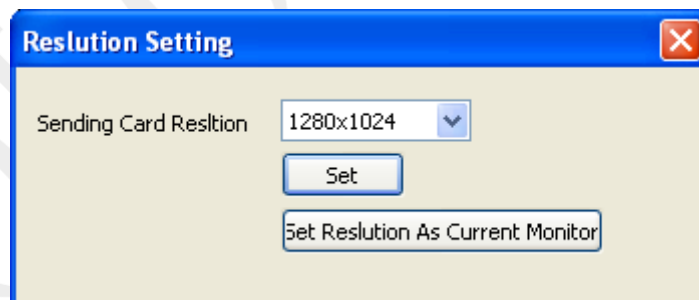 Reslution Setting
Sending Card Resltion 1280x1024
Set
Set Reslution As Current Monitor